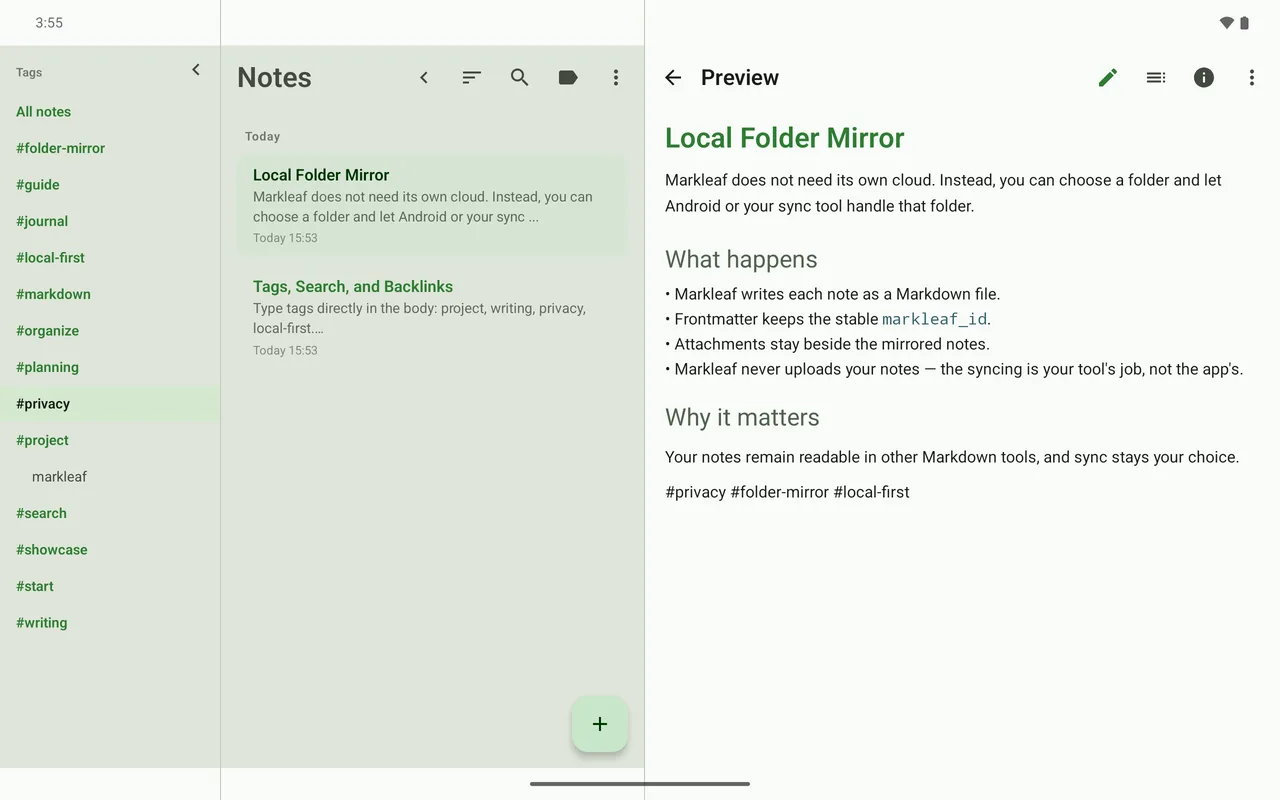 3:55
Tags
All notes
#folder-mirror
#guide
#journal
#local-first
#markdown
#organize
#planning
#privacy
#project
markleaf
#search
#showcase
#start
#writing
Notes
Today
Local Folder Mirror
Markleaf does not need its own cloud. Instead, you can
choose a folder and let Android or your sync ...
Today 15:53
Tags, Search, and Backlinks
Type tags directly in the body: project, writing, privacy,
local-first....
Today 15:53
Preview
Local Folder Mirror
Markleaf does not need its own cloud. Instead, you can choose a folder and let
Android or your sync tool handle that folder.
What happens
• Markleaf writes each note as a Markdown file.
• Frontmatter keeps the stable markleaf_id.
• Attachments stay beside the mirrored notes.
• Markleaf never uploads your notes — the syncing is your tool's job, not the app's.
Why it matters
Your notes remain readable in other Markdown tools, and sync stays your choice.
#privacy #folder-mirror #local-first